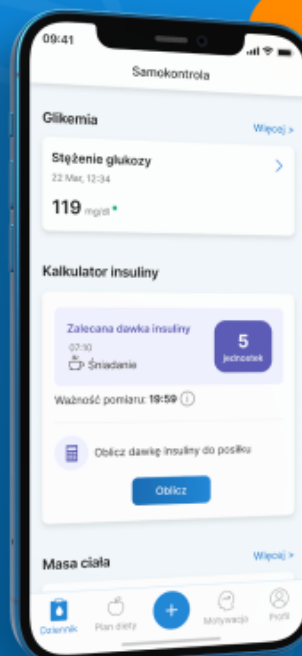 09:41
Samokontrola
Glikemia
Więcej >
Stężenie glukozy
22 Mar, 12:34
119 mg/dl
Kalkulator insuliny
Zalecana dawka insuliny
07:10
Śniadanie
5
jednostek
Ważność pomiaru: 19:59
Oblicz dawkę insuliny do posiłku
Oblicz
Masa ciała
Więcej >
Dziennik
Plan diety
Motywacja
Profil